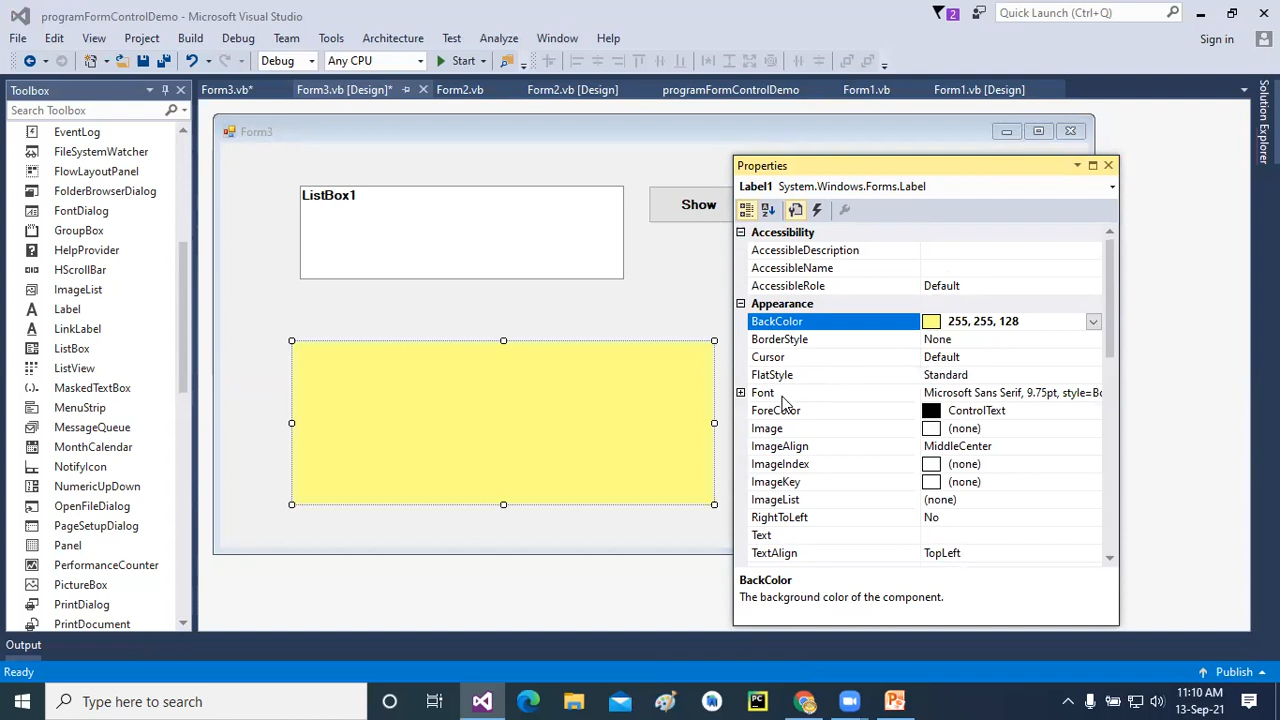 programFormControlDemo - Microsoft Visual Studio
2
Quick Launch (Ctrl+Q)
File Edit View Project Build Debug Team Tools Architecture Test Analyze Window Help
Sign in
Debug Any CPU Start
Toolbox
Form3.vb* Form3.vb [Design]* Form2.vb Form2.vb [Design] programFormControlDemo Form1.vb Form1.vb [Design]
Solution Explorer
Search Toolbox
EventLog
FileSystemWatcher
FlowLayoutPanel
FolderBrowserDialog
FontDialog
GroupBox
HelpProvider
HScrollBar
ImageList
Label
LinkLabel
ListBox
ListView
MaskedTextBox
MenuStrip
MessageQueue
MonthCalendar
NotifyIcon
NumericUpDown
OpenFileDialog
PageSetupDialog
Panel
PerformanceCounter
PictureBox
PrintDialog
PrintDocument
Form3
ListBox1
Show
Properties
Label1 System.Windows.Forms.Label
Accessibility
AccessibleDescription
AccessibleName
AccessibleRole Default
Appearance
BackColor 255, 255, 128
BorderStyle None
Cursor Default
FlatStyle Standard
Font Microsoft Sans Serif, 9.75pt, style=Bo
ForeColor ControlText
Image (none)
ImageAlign MiddleCenter
ImageIndex (none)
ImageKey (none)
ImageList (none)
RightToLeft No
Text
TextAlign TopLeft
BackColor
The background color of the component.
Output
Ready
Publish
Type here to search
PC
11:10 AM
13-Sep-21